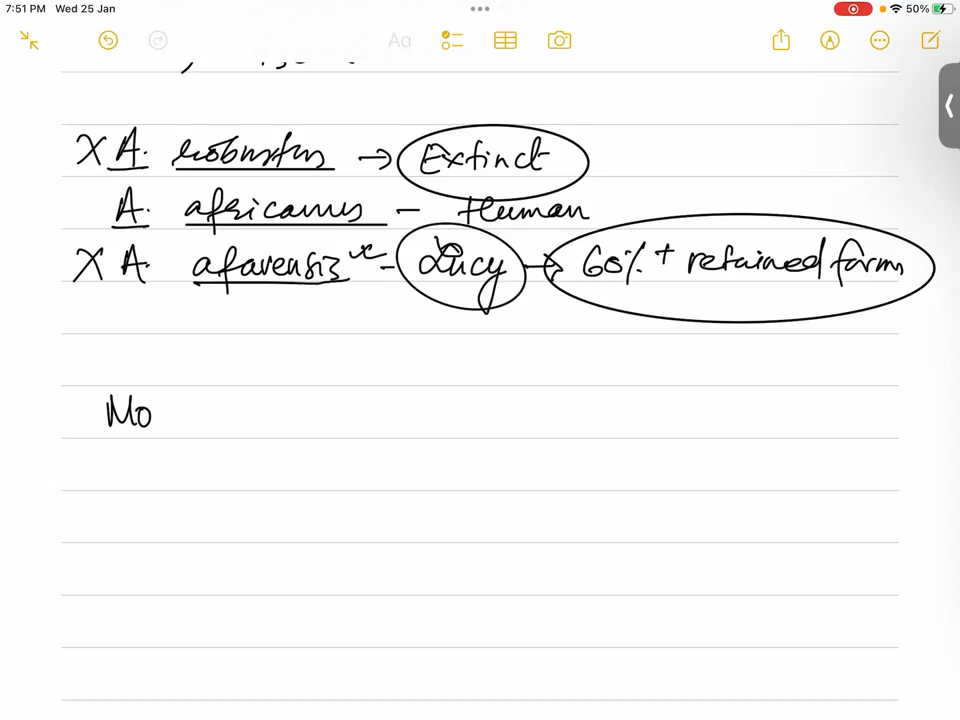 7:51 PM Wed 25 Jan
50%
Aa
X A. robustus → Extinct
A. africanus - Human
X A. afarensis - Lucy → 60% + retained form
Mo